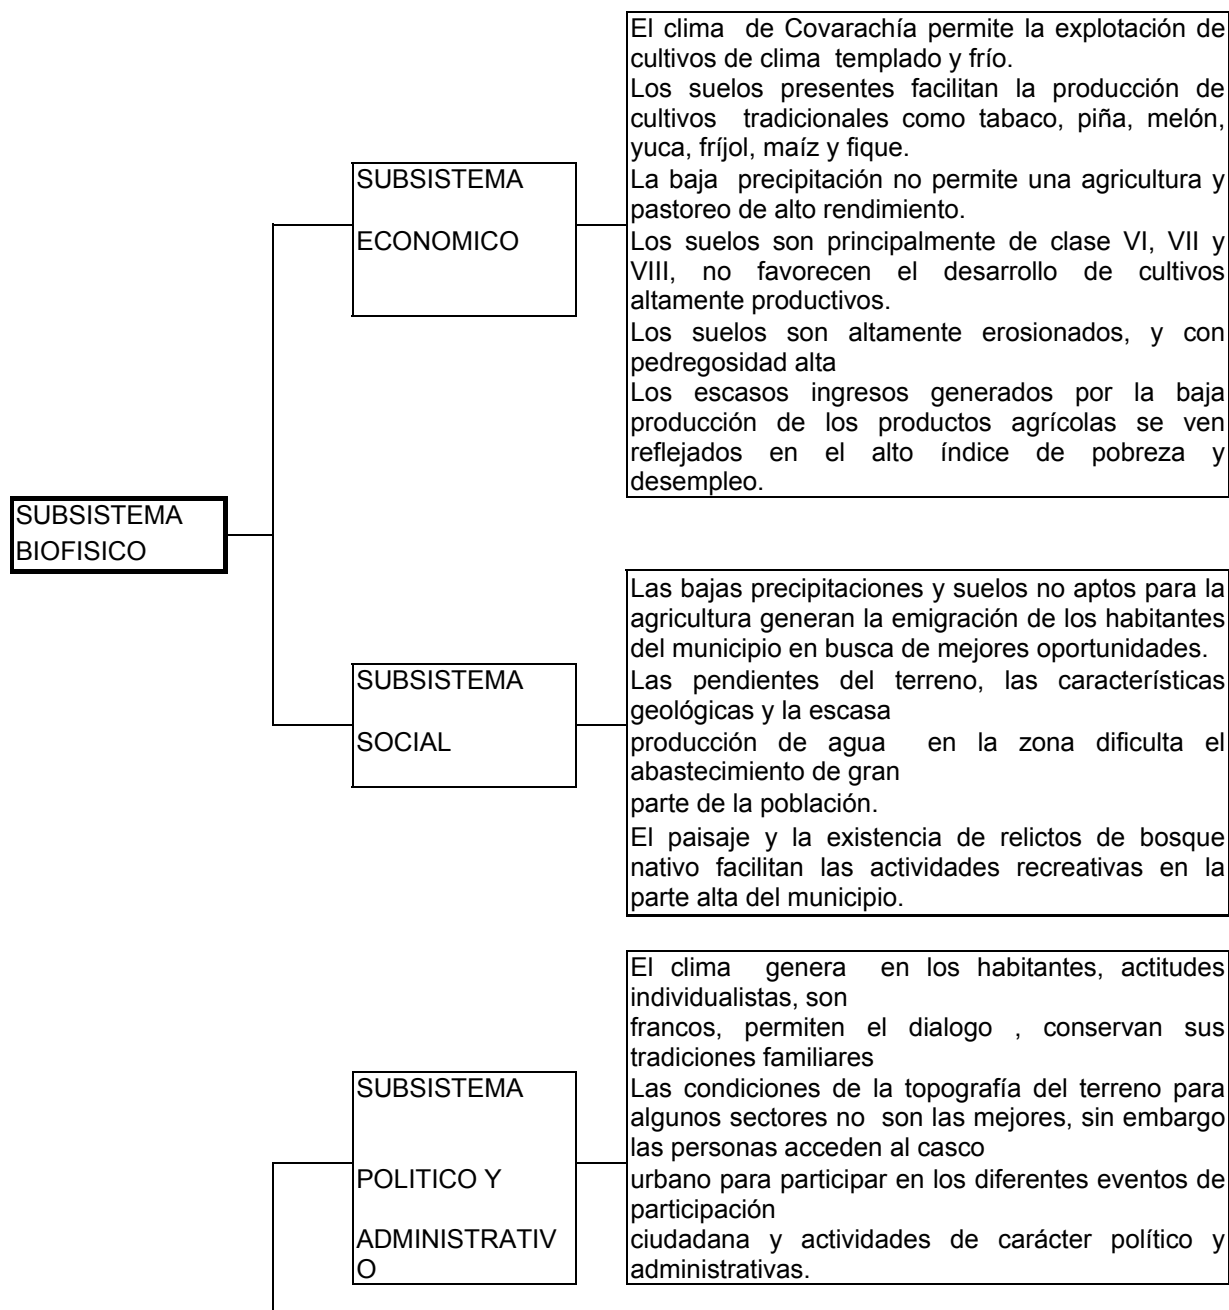 SUBSISTEMA
BIOFISICO
SUBSISTEMA
ECONOMICO
El clima de Covarachía permite la explotación de
cultivos de clima templado y frío.
Los suelos presentes facilitan la producción de
cultivos tradicionales como tabaco, piña, melón,
yuca, fríjol, maíz y fique.
La baja precipitación no permite una agricultura y
pastoreo de alto rendimiento.
Los suelos son principalmente de clase VI, VII y
VIII, no favorecen el desarrollo de cultivos
altamente productivos.
Los suelos son altamente erosionados, y con
pedregosidad alta
Los escasos ingresos generados por la baja
producción de los productos agrícolas se ven
reflejados en el alto índice de pobreza y
desempleo.
SUBSISTEMA
SOCIAL
Las bajas precipitaciones y suelos no aptos para la
agricultura generan la emigración de los habitantes
del municipio en busca de mejores oportunidades.
Las pendientes del terreno, las características
geológicas y la escasa
producción de agua en la zona dificulta el
abastecimiento de gran
parte de la población.
El paisaje y la existencia de relictos de bosque
nativo facilitan las actividades recreativas en la
parte alta del municipio.
SUBSISTEMA
POLITICO Y
ADMINISTRATIV
O
El clima genera en los habitantes, actitudes
individualistas, son
francos, permiten el dialogo , conservan sus
tradiciones familiares
Las condiciones de la topografía del terreno para
algunos sectores no son las mejores, sin embargo
las personas acceden al casco
urbano para participar en los diferentes eventos de
participación
ciudadana y actividades de carácter político y
administrativas.